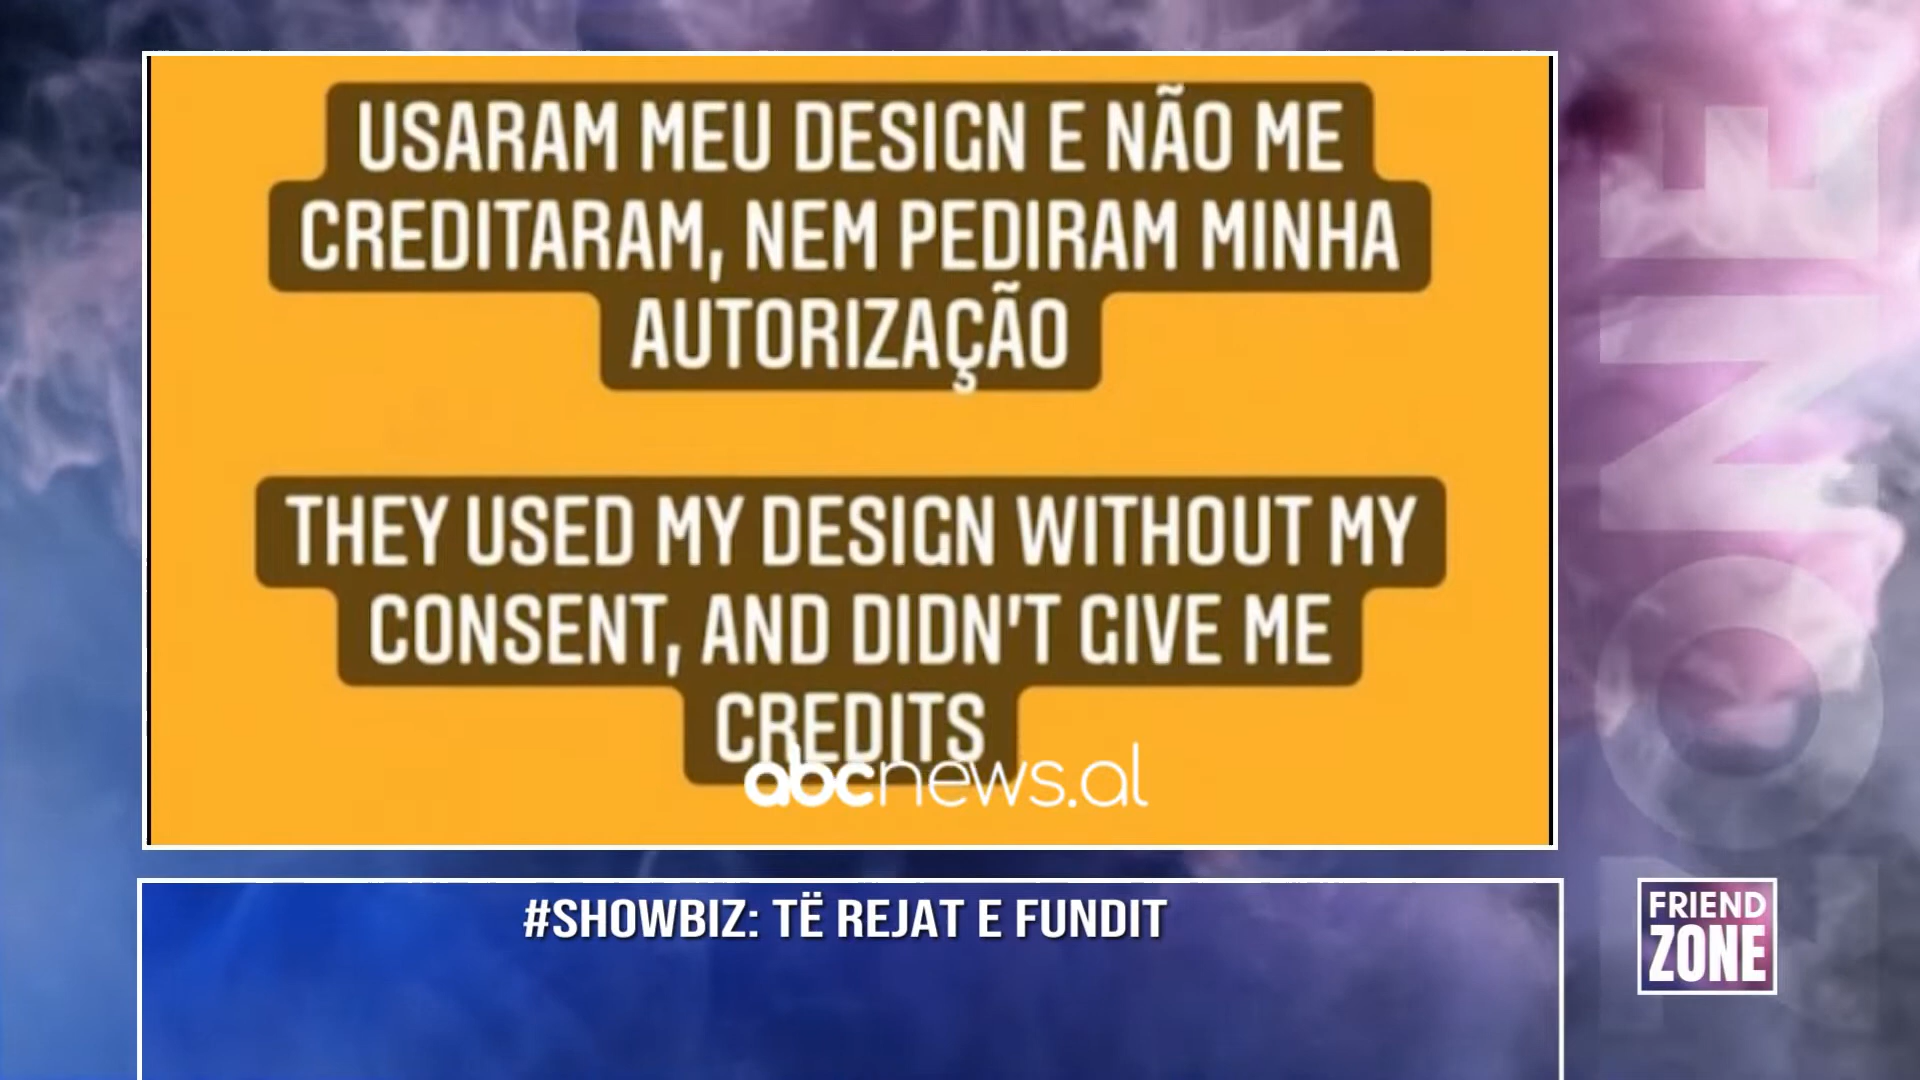 USARAM MEU DESIGN E NÃO ME
CREDITARAM, NEM PEDIRAM MINHA
AUTORIZAÇÃO
THEY USED MY DESIGN WITHOUT MY
CONSENT, AND DIDN'T GIVE ME
CREDITS
abcnews.al
#SHOWBIZ: TË REJAT E FUNDIT
FRIEND
ZONE
ZONE